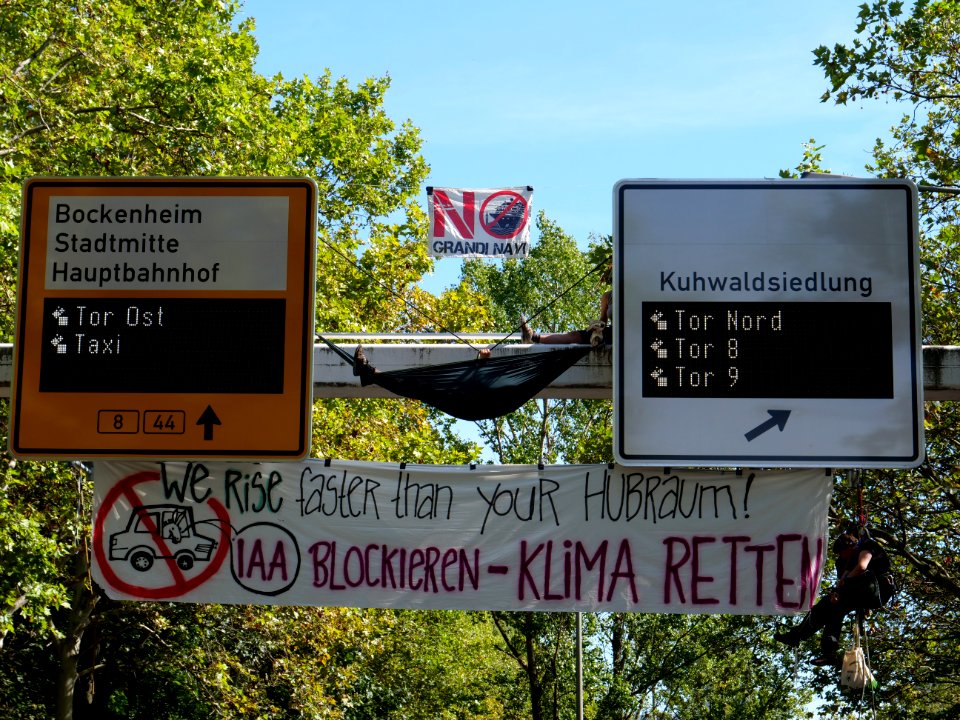 Bockenheim
Stadtmitte
Hauptbahnhof
Tor Ost
Taxi
8 44
NO
GRANDI NAVI
Kuhwaldsiedlung
Tor Nord
Tor 8
Tor 9
We RiSe faster than your HUBRAUM!
IAA BLOCKIEREN - KLiMA RETTEN